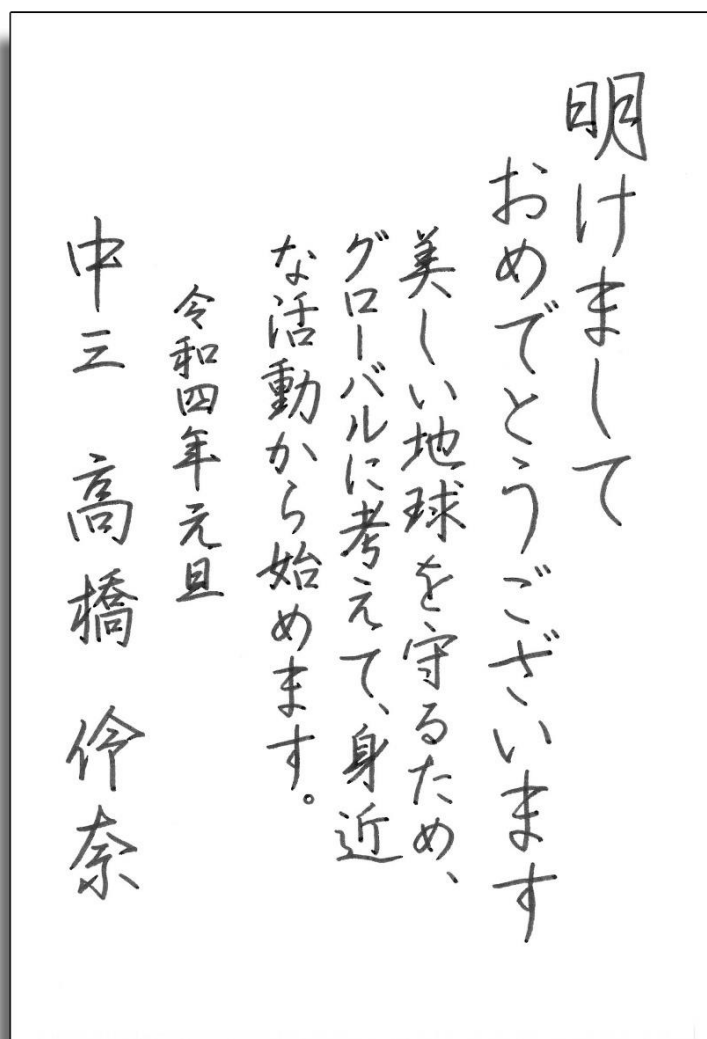 明けまして
おめでとうございます
美しい地球を守るため、
グローバルに考えて、身近
な活動から始めます。
令和四年元旦
中三 高橋 伶奈